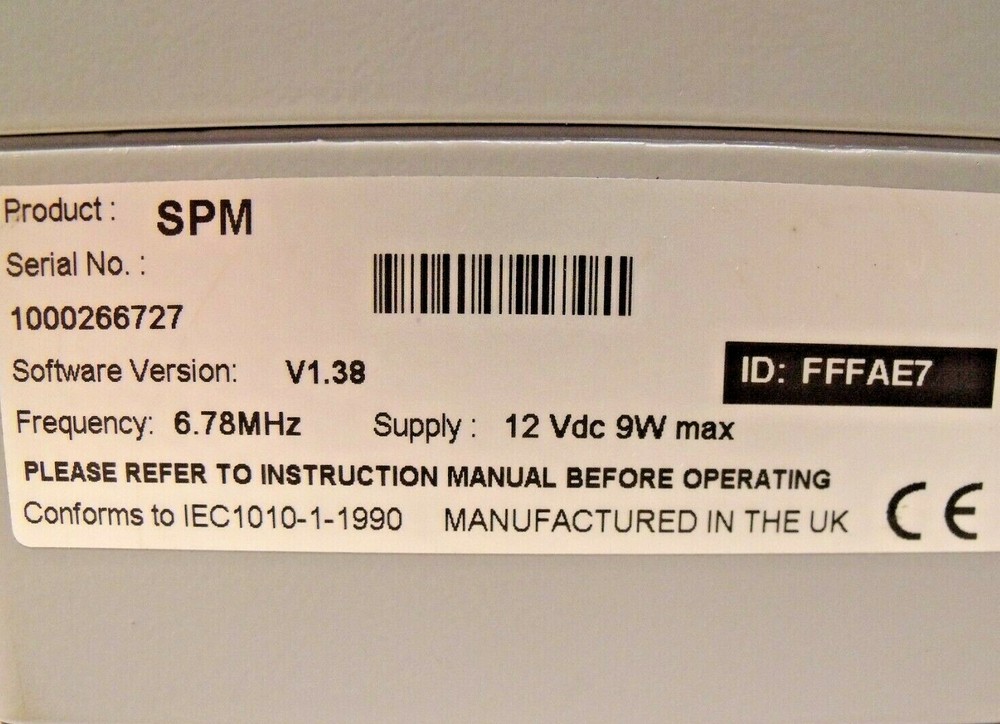 Product : SPM
Serial No. :
1000266727
Software Version: V1.38
ID: FFFAE7
Frequency: 6.78MHz Supply : 12 Vdc 9W max
PLEASE REFER TO INSTRUCTION MANUAL BEFORE OPERATING
Conforms to IEC1010-1-1990 MANUFACTURED IN THE UK CE